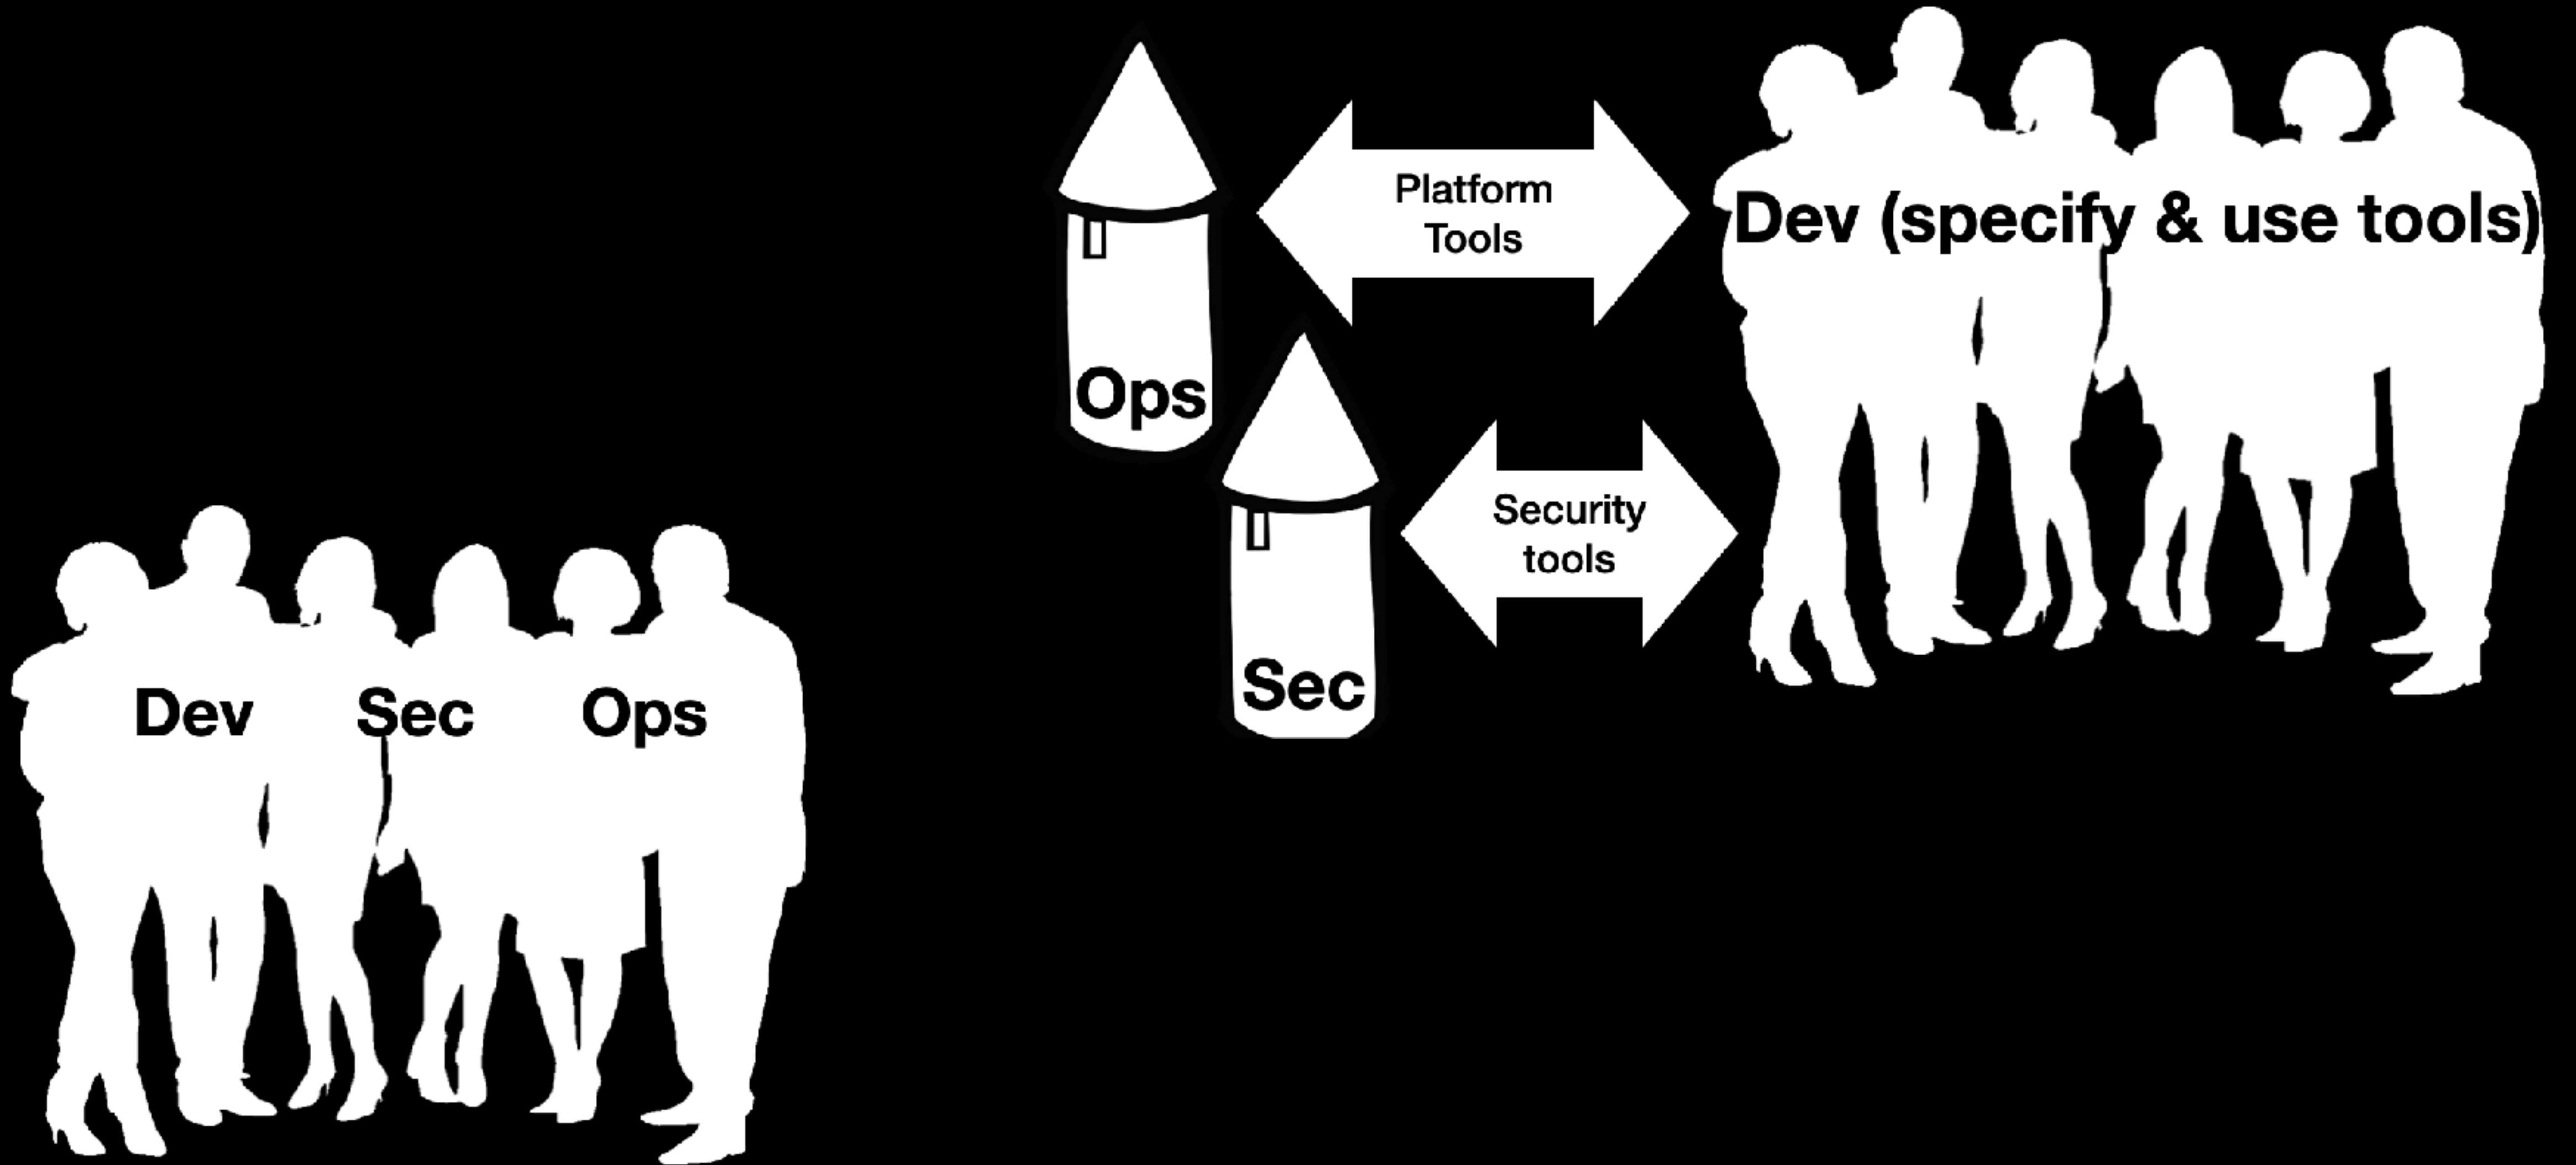 Platform
Tools
Dev (specify & use tools)
Ops
Security
tools
Sec
Dev Sec Ops